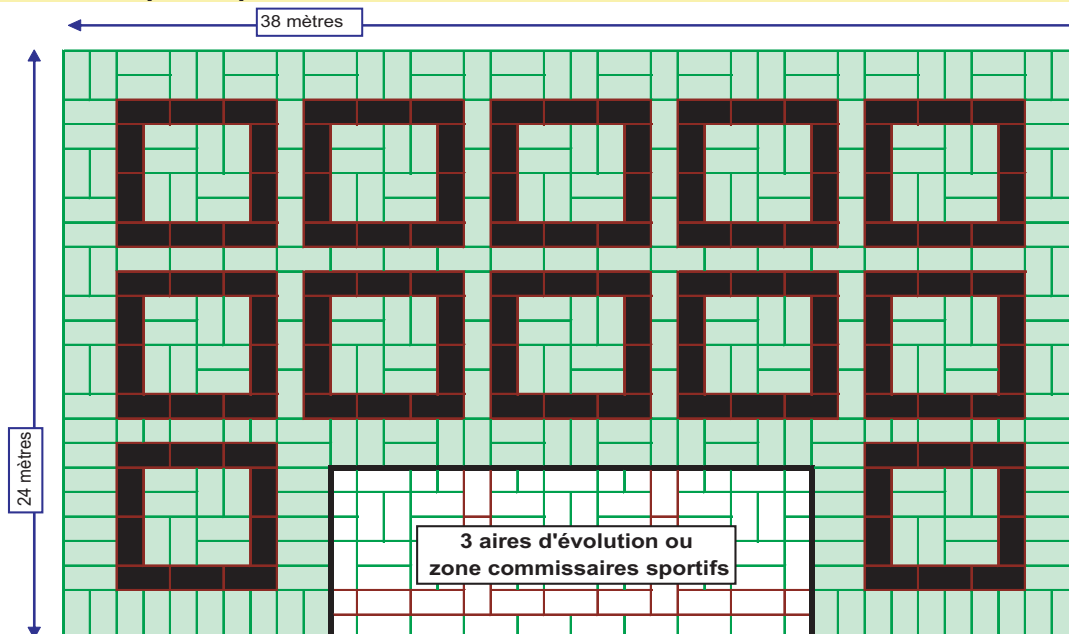 38 mètres
24 mètres
3 aires d'évolution ou
zone commissaires sportifs